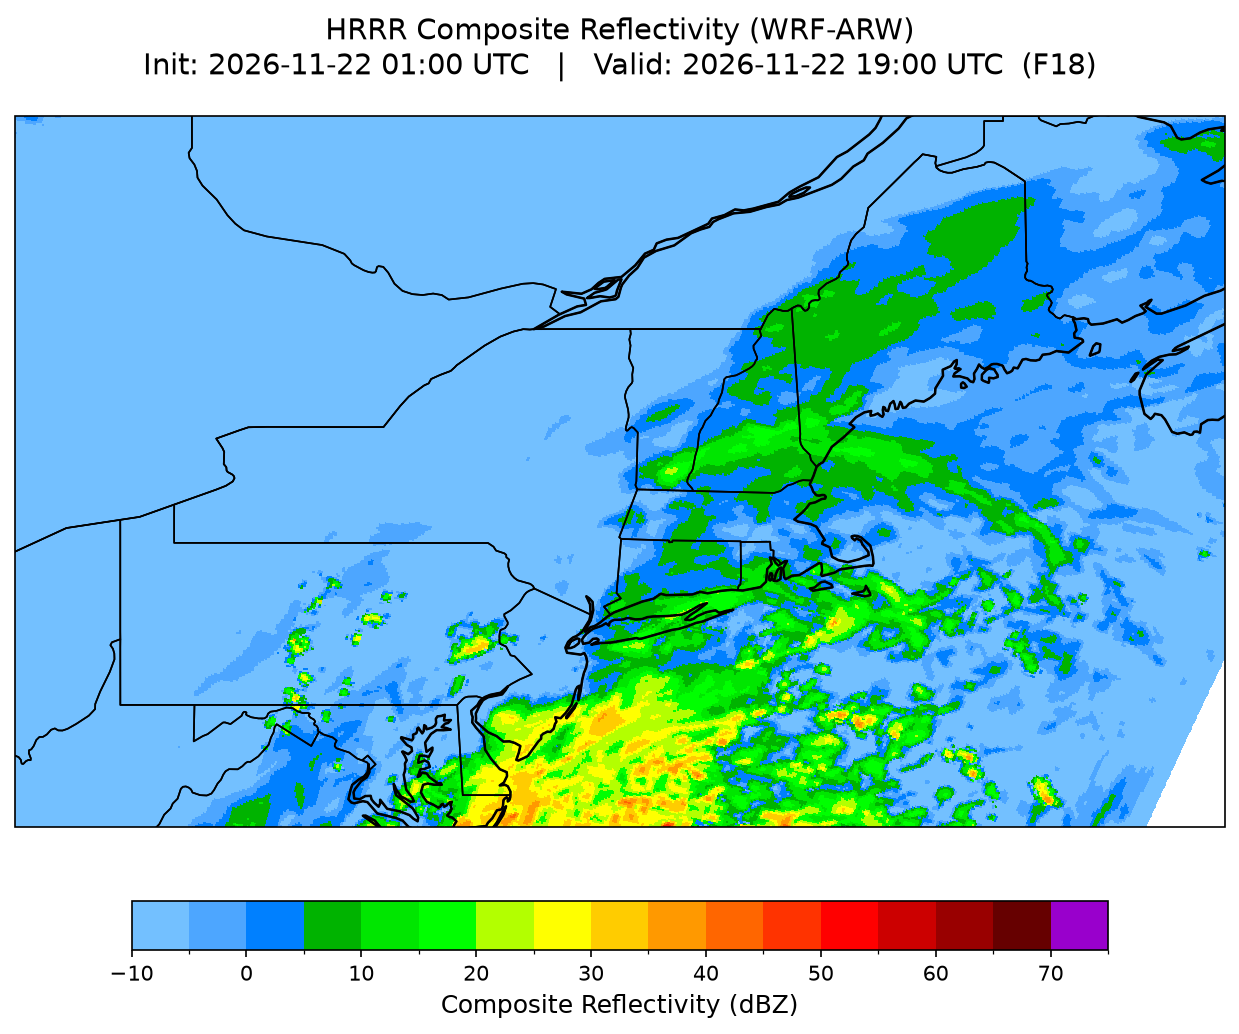 HRRR Composite Reflectivity (WRF-ARW)
Init: 2026-11-22 01:00 UTC | Valid: 2026-11-22 19:00 UTC (F18)
−10 0 10 20 30 40 50 60 70
Composite Reflectivity (dBZ)